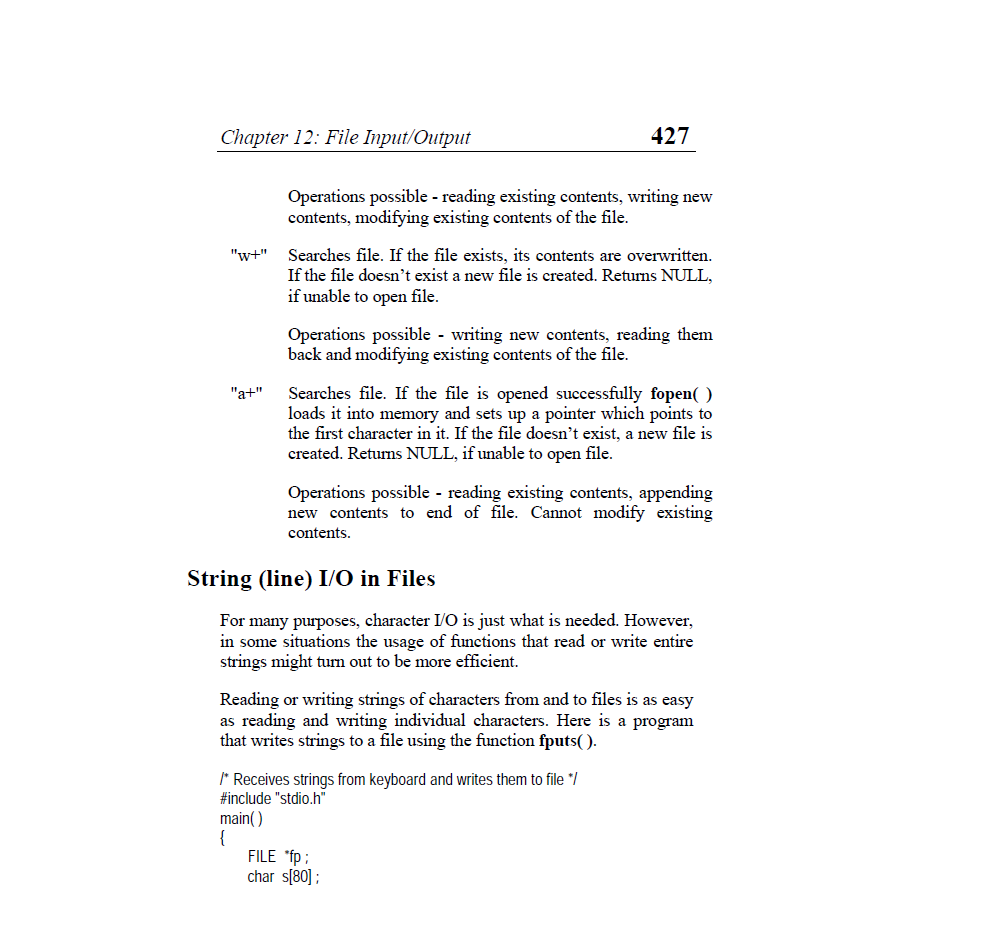 Chapter 12: File Input/Output 427
Operations possible - reading existing contents, writing new
contents, modifying existing contents of the file.
"w+" Searches file. If the file exists, its contents are overwritten.
If the file doesn’t exist a new file is created. Returns NULL,
if unable to open file.
Operations possible - writing new contents, reading them
back and modifying existing contents of the file.
"a+" Searches file. If the file is opened successfully fopen( )
loads it into memory and sets up a pointer which points to
the first character in it. If the file doesn’t exist, a new file is
created. Returns NULL, if unable to open file.
Operations possible - reading existing contents, appending
new contents to end of file. Cannot modify existing
contents.
String (line) I/O in Files
For many purposes, character I/O is just what is needed. However,
in some situations the usage of functions that read or write entire
strings might turn out to be more efficient.
Reading or writing strings of characters from and to files is as easy
as reading and writing individual characters. Here is a program
that writes strings to a file using the function fputs( ).
/* Receives strings from keyboard and writes them to file */
#include "stdio.h"
main( )
{
FILE *fp ;
char s[80] ;